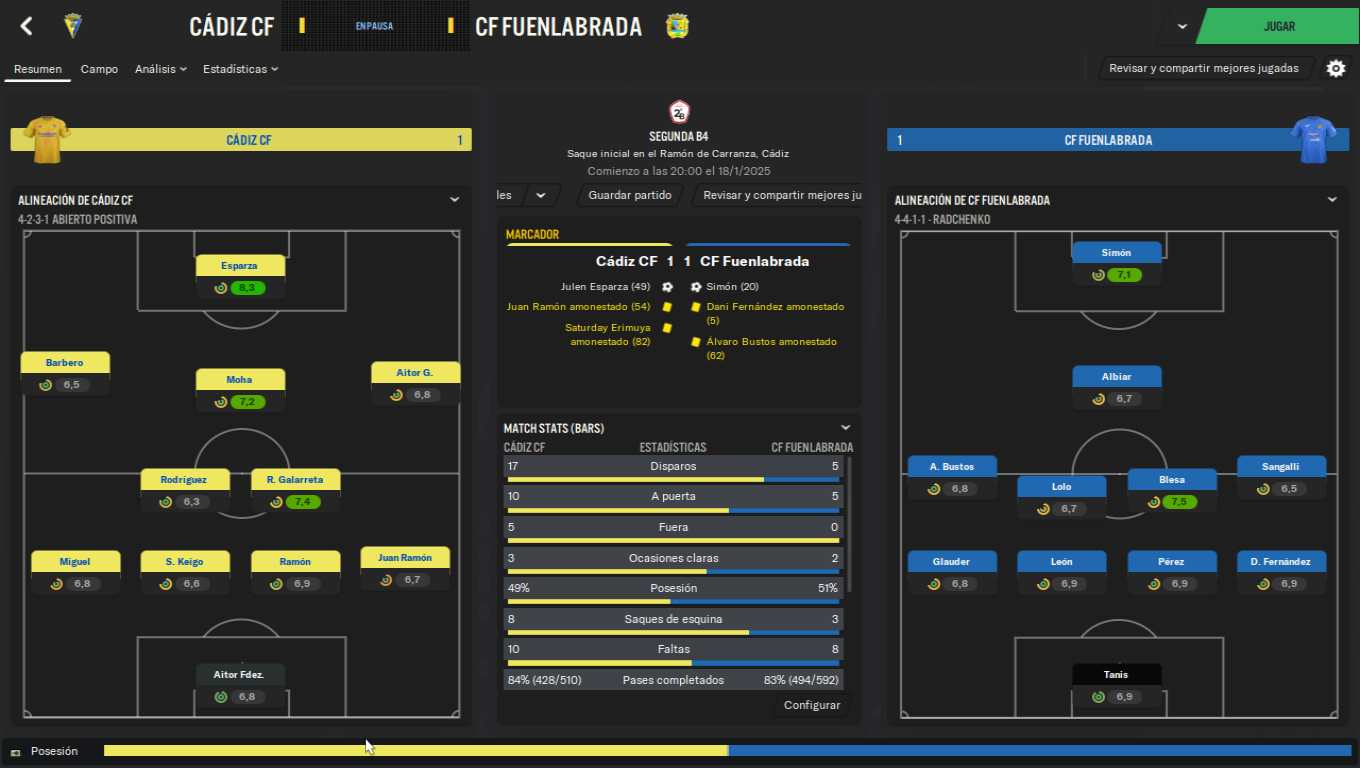 CÁDIZ CF
EN PAUSA
CF FUENLABRADA
JUGAR
Resumen
Campo
Análisis
Estadísticas
Revisar y compartir mejores jugadas
CÁDIZ CF 1
ALINEACIÓN DE CÁDIZ CF
4-2-3-1 ABIERTO POSITIVA
Esparza
8,3
Barbero
6,5
Moha
7,2
Aitor G.
6,8
Rodríguez
6,3
R. Galarreta
7,4
Miguel
6,8
S. Keigo
6,6
Ramón
6,9
Juan Ramón
6,7
Aitor Fdez.
6,8
2ªB
SEGUNDA B4
Saque inicial en el Ramón de Carranza, Cádiz
Comienzo a las 20:00 el 18/1/2025
les
Guardar partido
Revisar y compartir mejores ju
MARCADOR
Cádiz CF 1 1 CF Fuenlabrada
Julen Esparza (49)
Juan Ramón amonestado (54)
Saturday Erimuya
amonestado (82)
Simón (20)
Dani Fernández amonestado
(5)
Álvaro Bustos amonestado
(62)
MATCH STATS (BARS)
CÁDIZ CF ESTADÍSTICAS CF FUENLABRADA
17 Disparos 5
10 A puerta 5
5 Fuera 0
3 Ocasiones claras 2
49% Posesión 51%
8 Saques de esquina 3
10 Faltas 8
84% (428/510) Pases completados 83% (494/592)
Configurar
1 CF FUENLABRADA
ALINEACIÓN DE CF FUENLABRADA
4-4-1-1 - RADCHENKO
Simón
7,1
Albiar
6,7
A. Bustos
6,8
Lolo
6,7
Blesa
7,5
Sangalli
6,5
Glauder
6,8
León
6,9
Pérez
6,9
D. Fernández
6,9
Tanis
6,9
Posesión